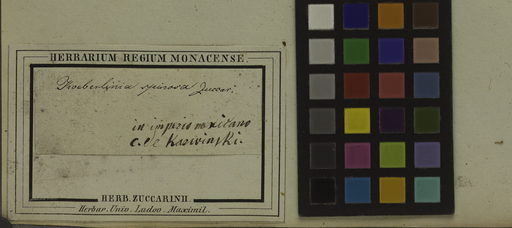 HERBARIUM REGIUM MONACENSE.
Koeberlinia spinosa Zuccar:
in imperio mexicano
C. de Karwinski.
HERB. ZUCCARINII
Herbar. Univ. Ludov. Maximil.